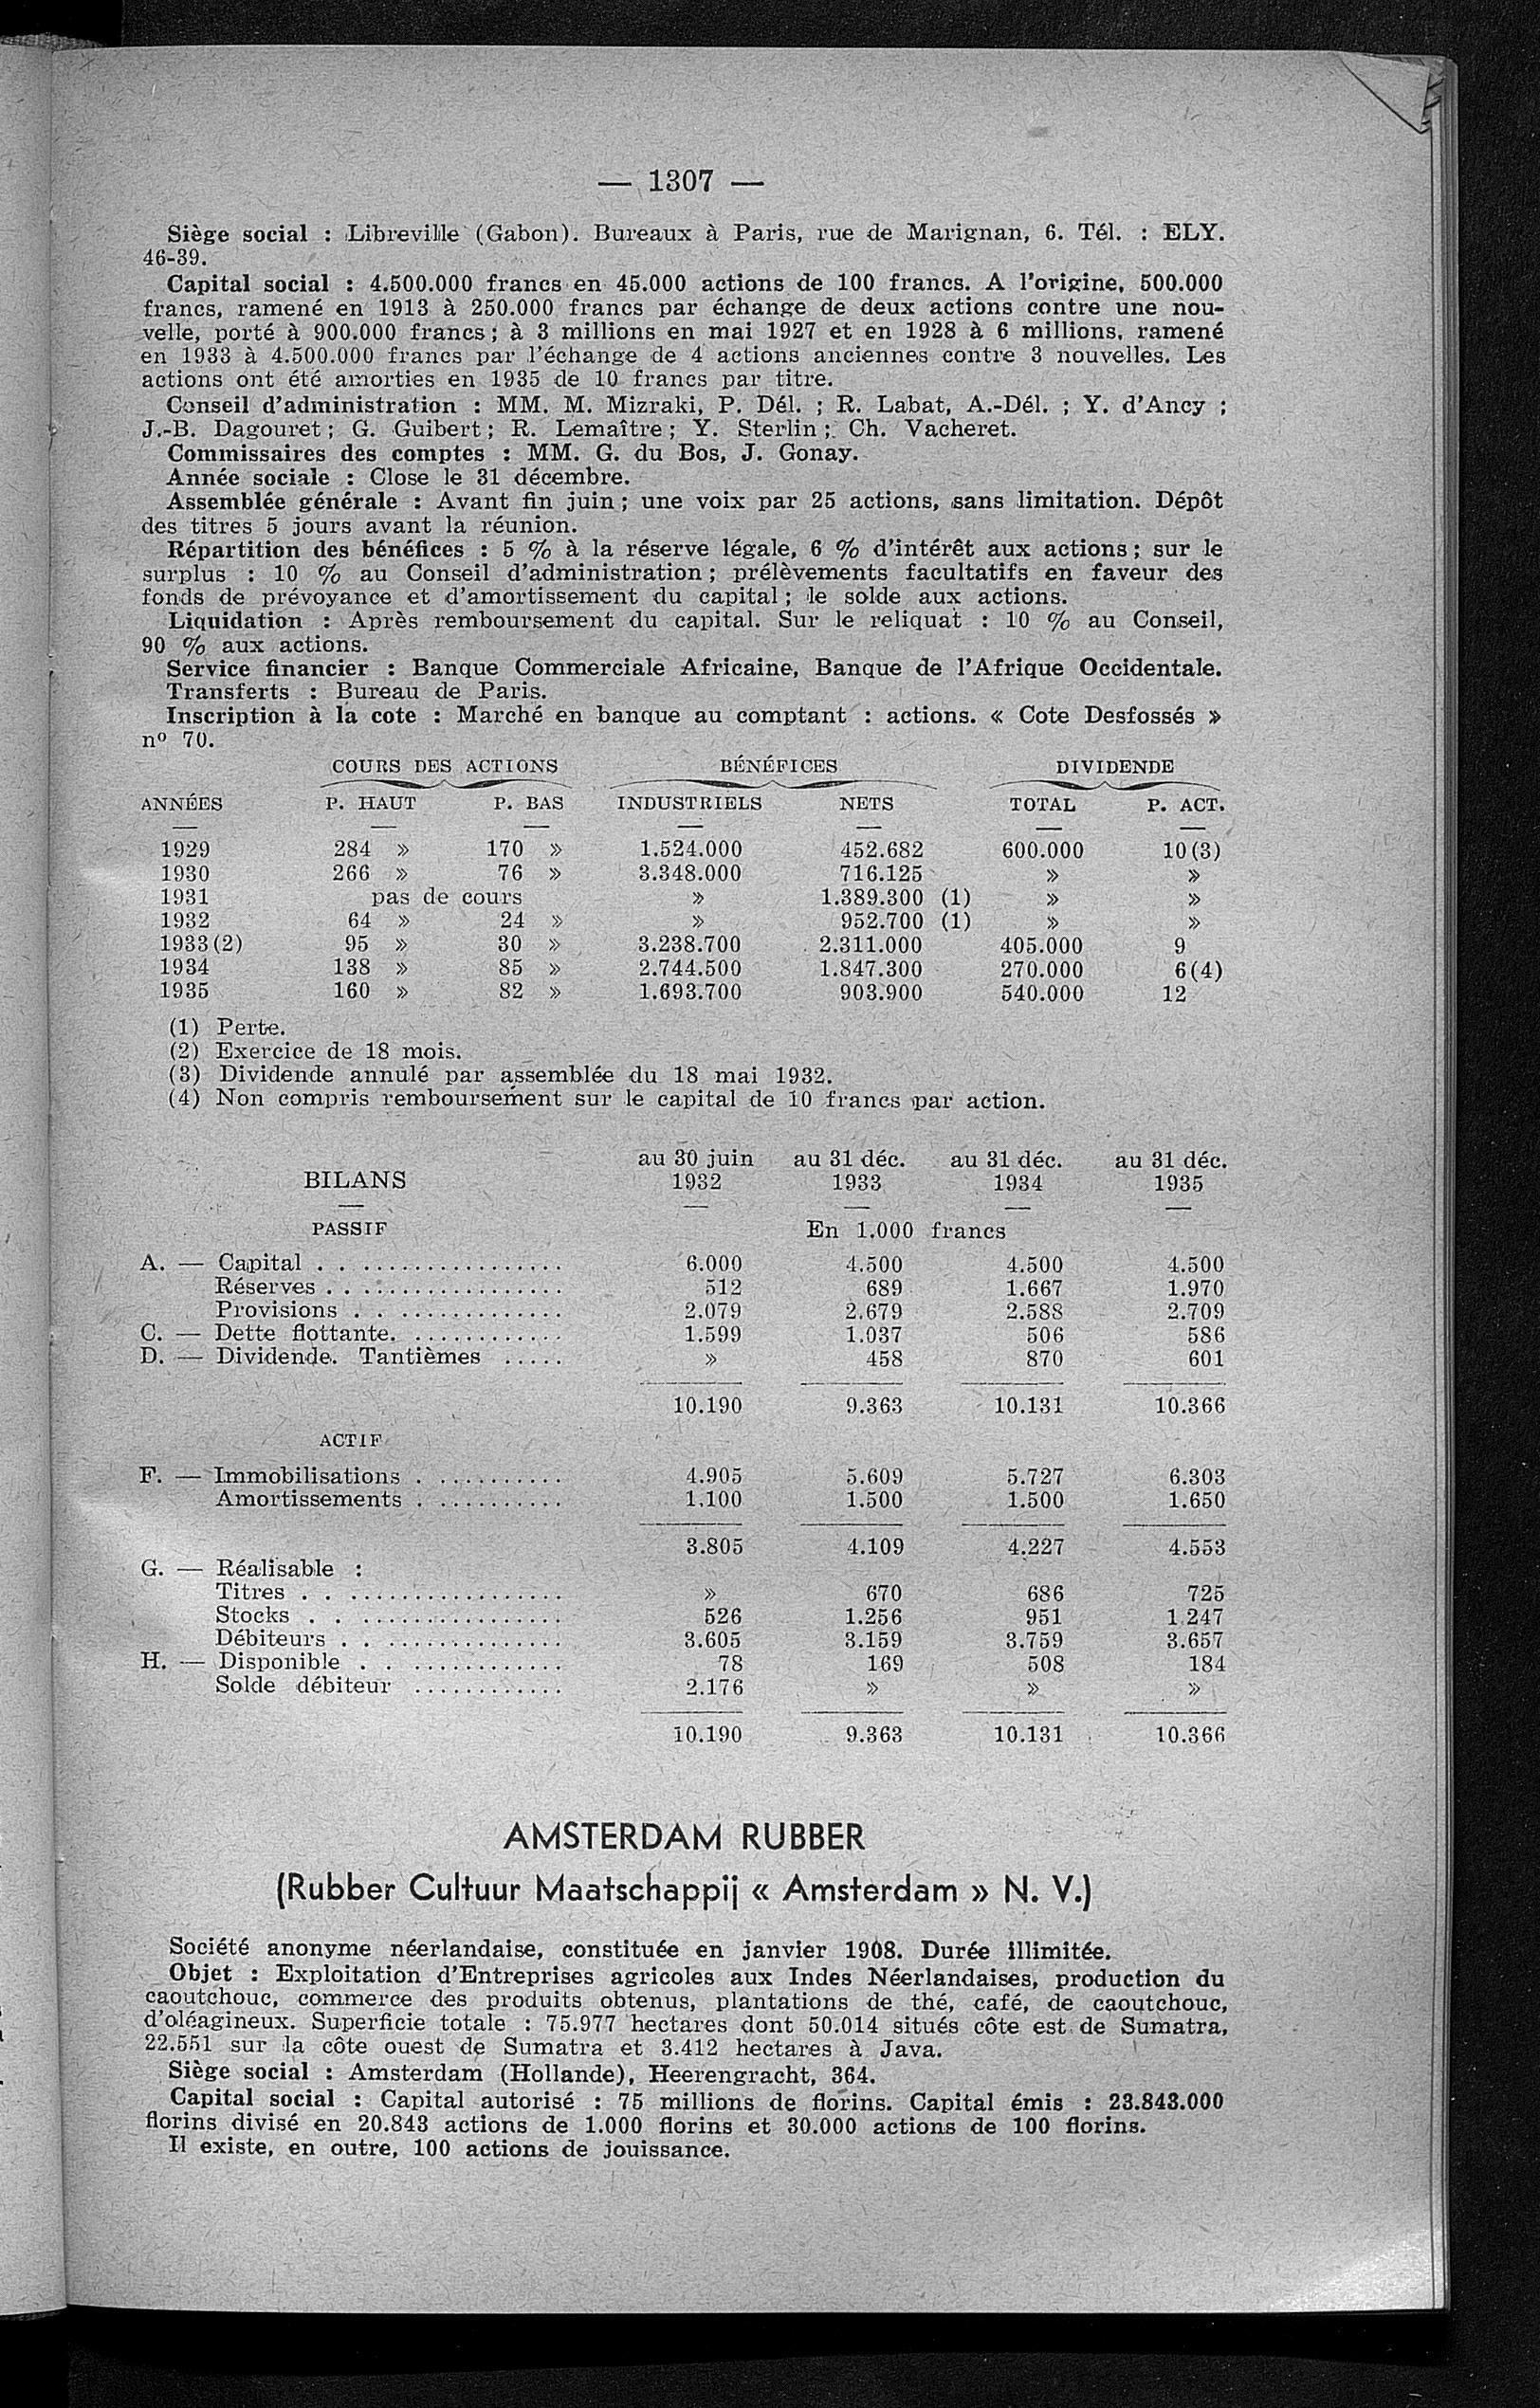 — 1307 —
Siège social : Libreville (Gabon). Bureaux à Paris, rue de Marignan, 6. Tél. : ELY.
46-39.
Capital social : 4.500.000 francs en 45.000 actions de 100 francs. A l'origine, 500.000
francs, ramené en 1913 à 250.000 francs par échange de deux actions contre une nou-
velle, porté à 900.000 francs; à 3 millions en mai 1927 et en 1928 à 6 millions, ramené
en 1933 à 4.500.000 francs par l'échange de 4 actions anciennes contre 3 nouvelles. Les
actions ont été amorties en 1935 de 10 francs par titre.
Conseil d'administration : MM. M. Mizraki, P. Dél. ; R. Labat, A.-Dél. ; Y. d'Ancy ;
J.-B. Dagouret; G. Guibert; R. Lemaître; Y. Sterlin; Ch. Vacheret.
Commissaires des comptes : MM. G. du Bos, J. Gonay.
Année sociale : Close le 31 décembre.
Assemblée générale : Avant fin juin; une voix par 25 actions, sans limitation. Dépôt
des titres 5 jours avant la réunion.
Répartition des bénéfices : 5 % à la réserve légale, 6 % d'intérêt aux actions; sur le
surplus : 10 % au Conseil d'administration; prélèvements facultatifs en faveur des
fonds de prévoyance et d'amortissement du capital; le solde aux actions.
Liquidation : Après remboursement du capital. Sur le reliquat : 10 % au Conseil,
90 % aux actions.
Service financier : Banque Commerciale Africaine, Banque de l'Afrique Occidentale.
Transferts : Bureau de Paris.
Inscription à la cote : Marché en banque au comptant : actions. « Cote Desfossés »
nº 70.
COURS DES ACTIONS BÉNÉFICES DIVIDENDE
ANNÉES P. HAUT P. BAS INDUSTRIELS NETS TOTAL P. ACT.
1929 284 » 170 » 1.524.000 452.682 600.000 10(3)
1930 266 » 76 » 3.348.000 716.125 » »
1931 pas de cours » 1.389.300 (1) » »
1932 64 » 24 » » 952.700 (1) » »
1933(2) 95 » 30 » 3.238.700 2.311.000 405.000 9
1934 138 » 85 » 2.744.500 1.847.300 270.000 6(4)
1935 160 » 82 » 1.693.700 903.900 540.000 12
(1) Perte.
(2) Exercice de 18 mois.
(3) Dividende annulé par assemblée du 18 mai 1932.
(4) Non compris remboursement sur le capital de 10 francs par action.
au 30 juin au 31 déc. au 31 déc. au 31 déc.
BILANS 1932 1933 1934 1935
PASSIF En 1.000 francs
A. — Capital . . . . . . . . . . . . . . . . . . 6.000 4.500 4.500 4.500
Réserves . . . . . . . . . . . . . . . . . . 512 689 1.667 1.970
Provisions . . . . . . . . . . . . . . . 2.079 2.679 2.588 2.709
C. — Dette flottante. . . . . . . . . . . . . 1.599 1.037 506 586
D. — Dividende. Tantièmes . . . . . » 458 870 601
10.190 9.363 10.131 10.366
ACTIF
F. — Immobilisations . . . . . . . . . . . 4.905 5.609 5.727 6.303
Amortissements . . . . . . . . . . . 1.100 1.500 1.500 1.650
3.805 4.109 4.227 4.553
G. — Réalisable :
Titres . . . . . . . . . . . . . . . . . . . » 670 686 725
Stocks . . . . . . . . . . . . . . . . . . 526 1.256 951 1.247
Débiteurs . . . . . . . . . . . . . . . . 3.605 3.159 3.759 3.657
H. — Disponible . . . . . . . . . . . . . . 78 169 508 184
Solde débiteur . . . . . . . . . . . . 2.176 » » »
10.190 9.363 10.131 10.366
AMSTERDAM RUBBER
(Rubber Cultuur Maatschappij « Amsterdam » N. V.)
Société anonyme néerlandaise, constituée en janvier 1908. Durée illimitée.
Objet : Exploitation d'Entreprises agricoles aux Indes Néerlandaises, production du
caoutchouc, commerce des produits obtenus, plantations de thé, café, de caoutchouc,
d'oléagineux. Superficie totale : 75.977 hectares dont 50.014 situés côte est de Sumatra,
22.551 sur la côte ouest de Sumatra et 3.412 hectares à Java.
Siège social : Amsterdam (Hollande), Heerengracht, 364.
Capital social : Capital autorisé : 75 millions de florins. Capital émis : 23.843.000
florins divisé en 20.843 actions de 1.000 florins et 30.000 actions de 100 florins.
Il existe, en outre, 100 actions de jouissance.